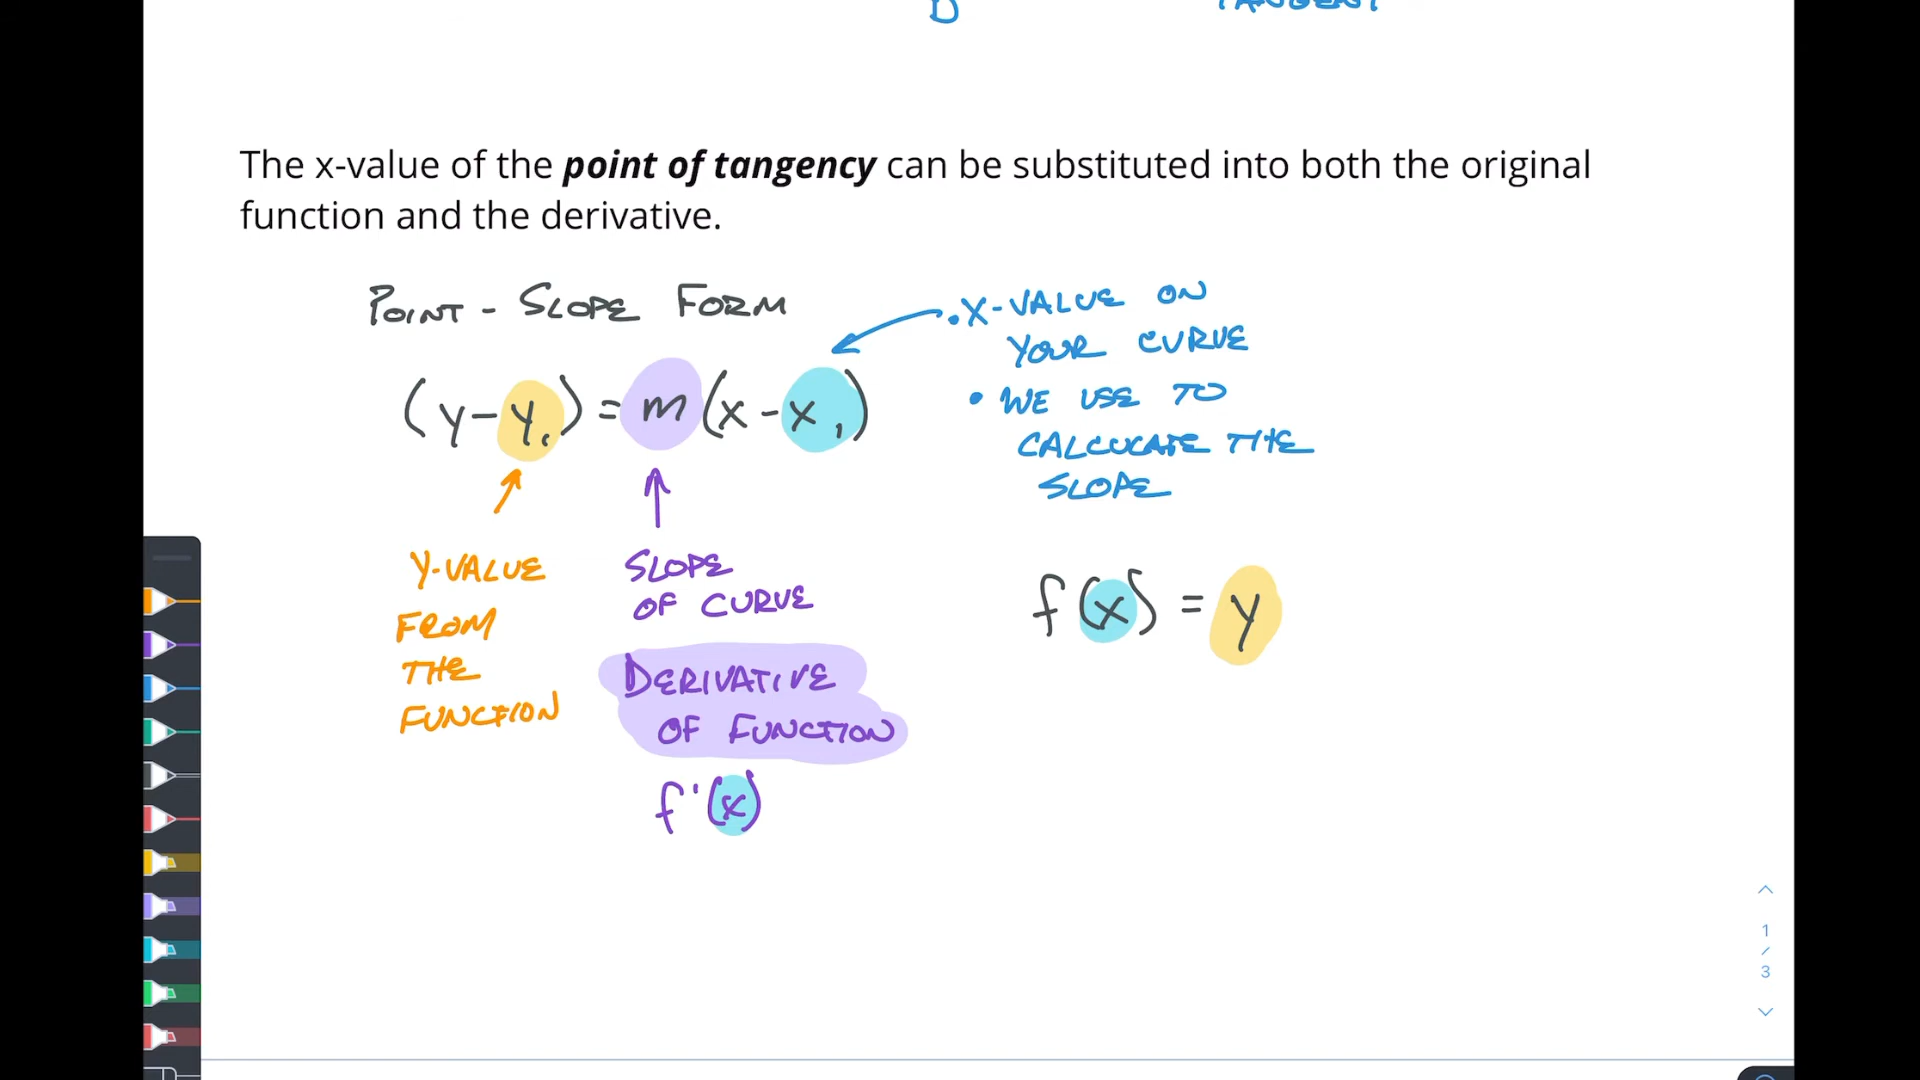 TANGENT
The x-value of the point of tangency can be substituted into both the original
function and the derivative.
POINT - SLOPE FORM
(y-y₁) = m(x-x₁)
• X-VALUE ON
YOUR CURVE
• WE USE TO
CALCULATE THE
SLOPE
Y-VALUE
FROM
THE
FUNCTION
SLOPE
OF CURVE
DERIVATIVE
OF FUNCTION
f'(x)
f(x) = y
1
/
3